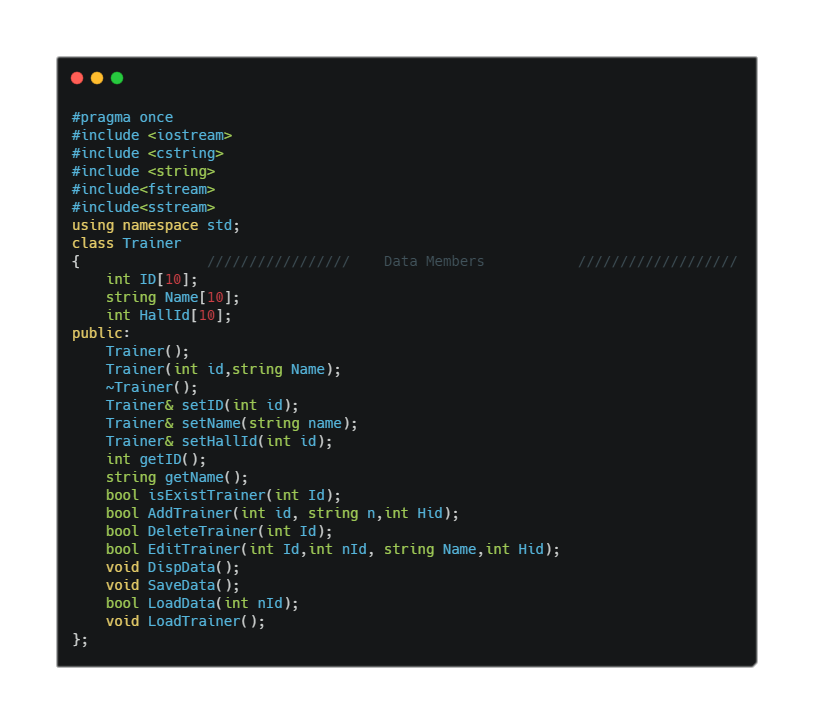 #pragma once
#include <iostream>
#include <cstring>
#include <string>
#include<fstream>
#include<sstream>
using namespace std;
class Trainer
{               /////////////////    Data Members           ///////////////////
    int ID[10];
    string Name[10];
    int HallId[10];
public:
    Trainer();
    Trainer(int id,string Name);
    ~Trainer();
    Trainer& setID(int id);
    Trainer& setName(string name);
    Trainer& setHallId(int id);
    int getID();
    string getName();
    bool isExistTrainer(int Id);
    bool AddTrainer(int id, string n,int Hid);
    bool DeleteTrainer(int Id);
    bool EditTrainer(int Id,int nId, string Name,int Hid);
    void DispData();
    void SaveData();
    bool LoadData(int nId);
    void LoadTrainer();
};